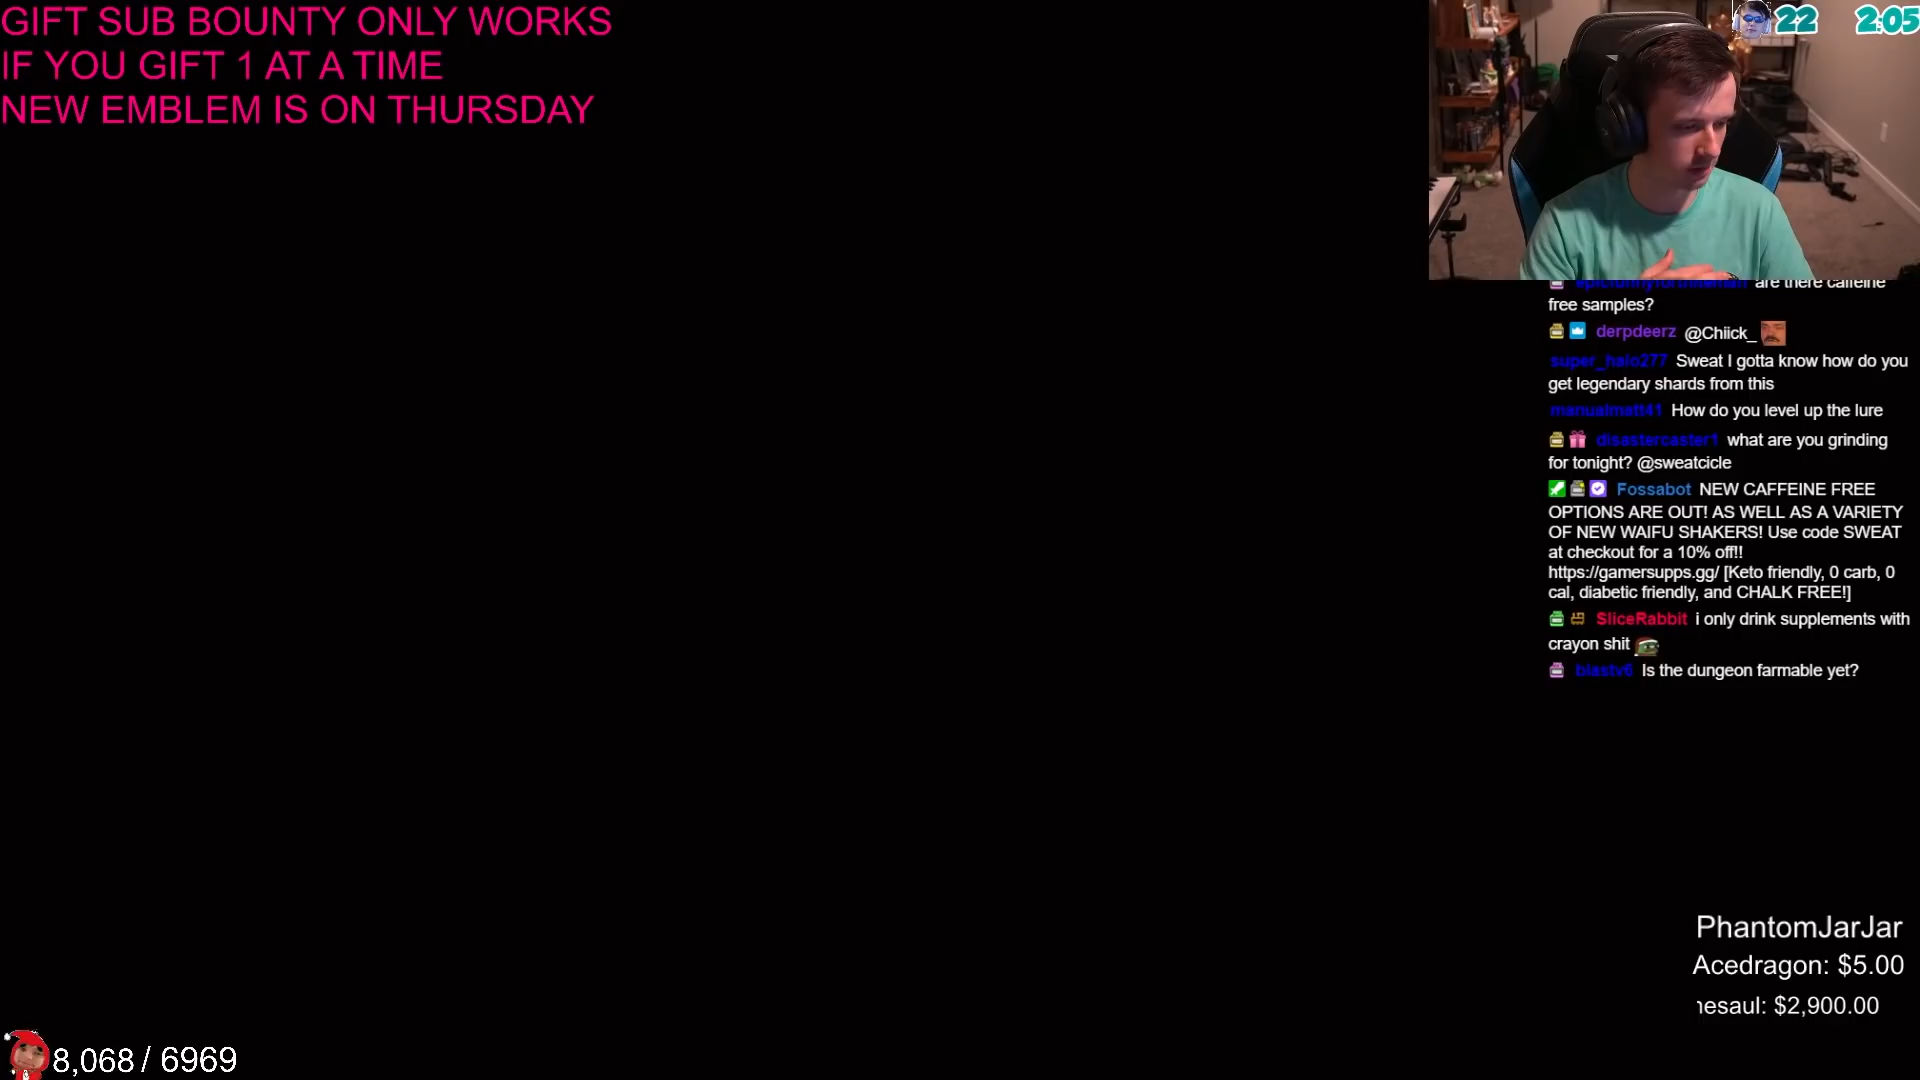 GIFT SUB BOUNTY ONLY WORKS
IF YOU GIFT 1 AT A TIME
NEW EMBLEM IS ON THURSDAY
22 2:05
are there caffeine
free samples?
derpdeerz @Chiick_
super_halo277 Sweat I gotta know how do you
get legendary shards from this
manualmatt41 How do you level up the lure
disastercaster1 what are you grinding
for tonight? @sweatcicle
Fossabot NEW CAFFEINE FREE
OPTIONS ARE OUT! AS WELL AS A VARIETY
OF NEW WAIFU SHAKERS! Use code SWEAT
at checkout for a 10% off!!
https://gamersupps.gg/ [Keto friendly, 0 carb, 0
cal, diabetic friendly, and CHALK FREE!]
SliceRabbit i only drink supplements with
crayon shit
blastv6 Is the dungeon farmable yet?
PhantomJarJar
Acedragon: $5.00
nesaul: $2,900.00
8,068 / 6969